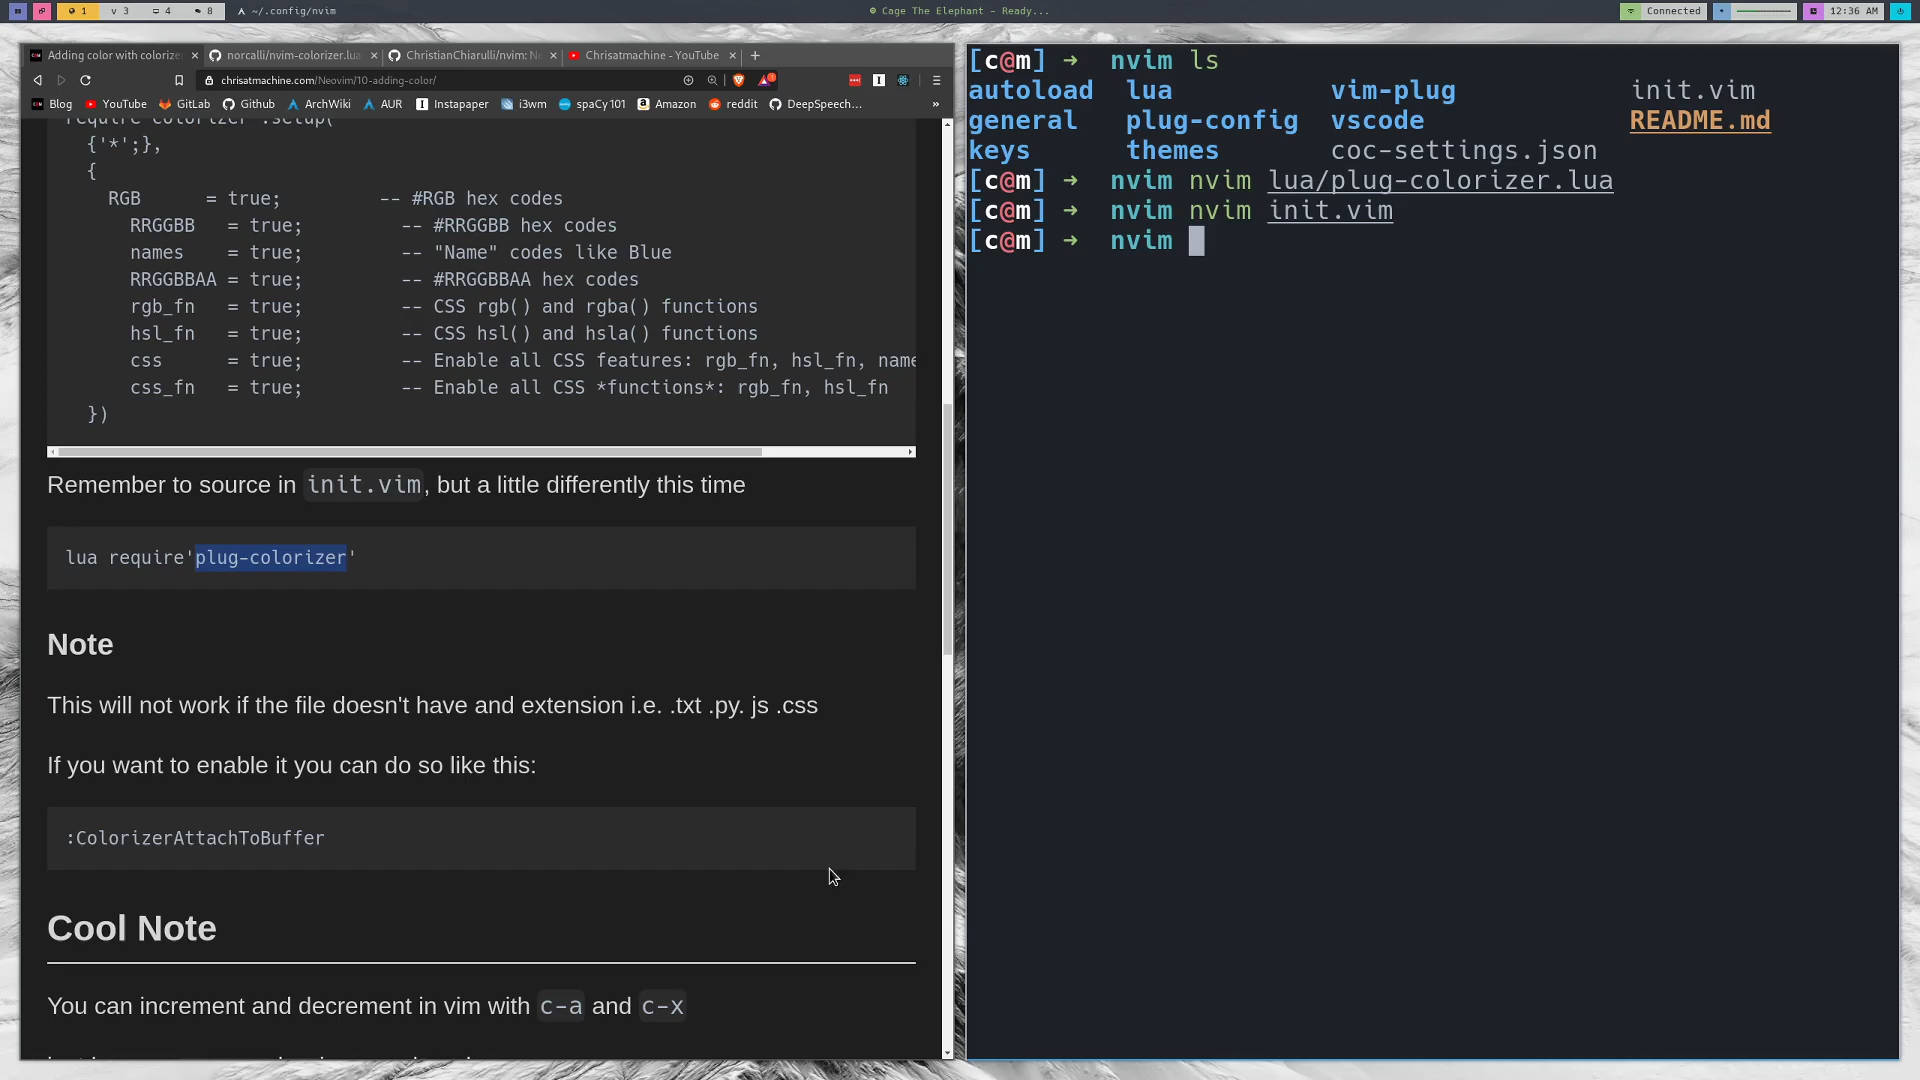 1 3 4 8 ~/.config/nvim
Cage The Elephant - Ready...
Connected 12:36 AM
Adding color with colorize
norcalli/nvim-colorizer.lua
ChristianChiarulli/nvim: N
Chrisatmachine - YouTube
chrisatmachine.com/Neovim/10-adding-color/
Blog YouTube GitLab Github ArchWiki AUR Instapaper i3wm spaCy101 Amazon reddit DeepSpeech… »
require'colorizer'.setup(
{'*';},
{
RGB = true; -- #RGB hex codes
RRGGBB = true; -- #RRGGBB hex codes
names = true; -- "Name" codes like Blue
RRGGBBAA = true; -- #RRGGBBAA hex codes
rgb_fn = true; -- CSS rgb() and rgba() functions
hsl_fn = true; -- CSS hsl() and hsla() functions
css = true; -- Enable all CSS features: rgb_fn, hsl_fn, name
css_fn = true; -- Enable all CSS *functions*: rgb_fn, hsl_fn
})
Remember to source in init.vim, but a little differently this time
lua require'plug-colorizer'
Note
This will not work if the file doesn't have and extension i.e. .txt .py. js .css
If you want to enable it you can do so like this:
:ColorizerAttachToBuffer
Cool Note
You can increment and decrement in vim with c-a and c-x
[c@m] → nvim ls
autoload lua vim-plug init.vim
general plug-config vscode README.md
keys themes coc-settings.json
[c@m] → nvim nvim lua/plug-colorizer.lua
[c@m] → nvim nvim init.vim
[c@m] → nvim